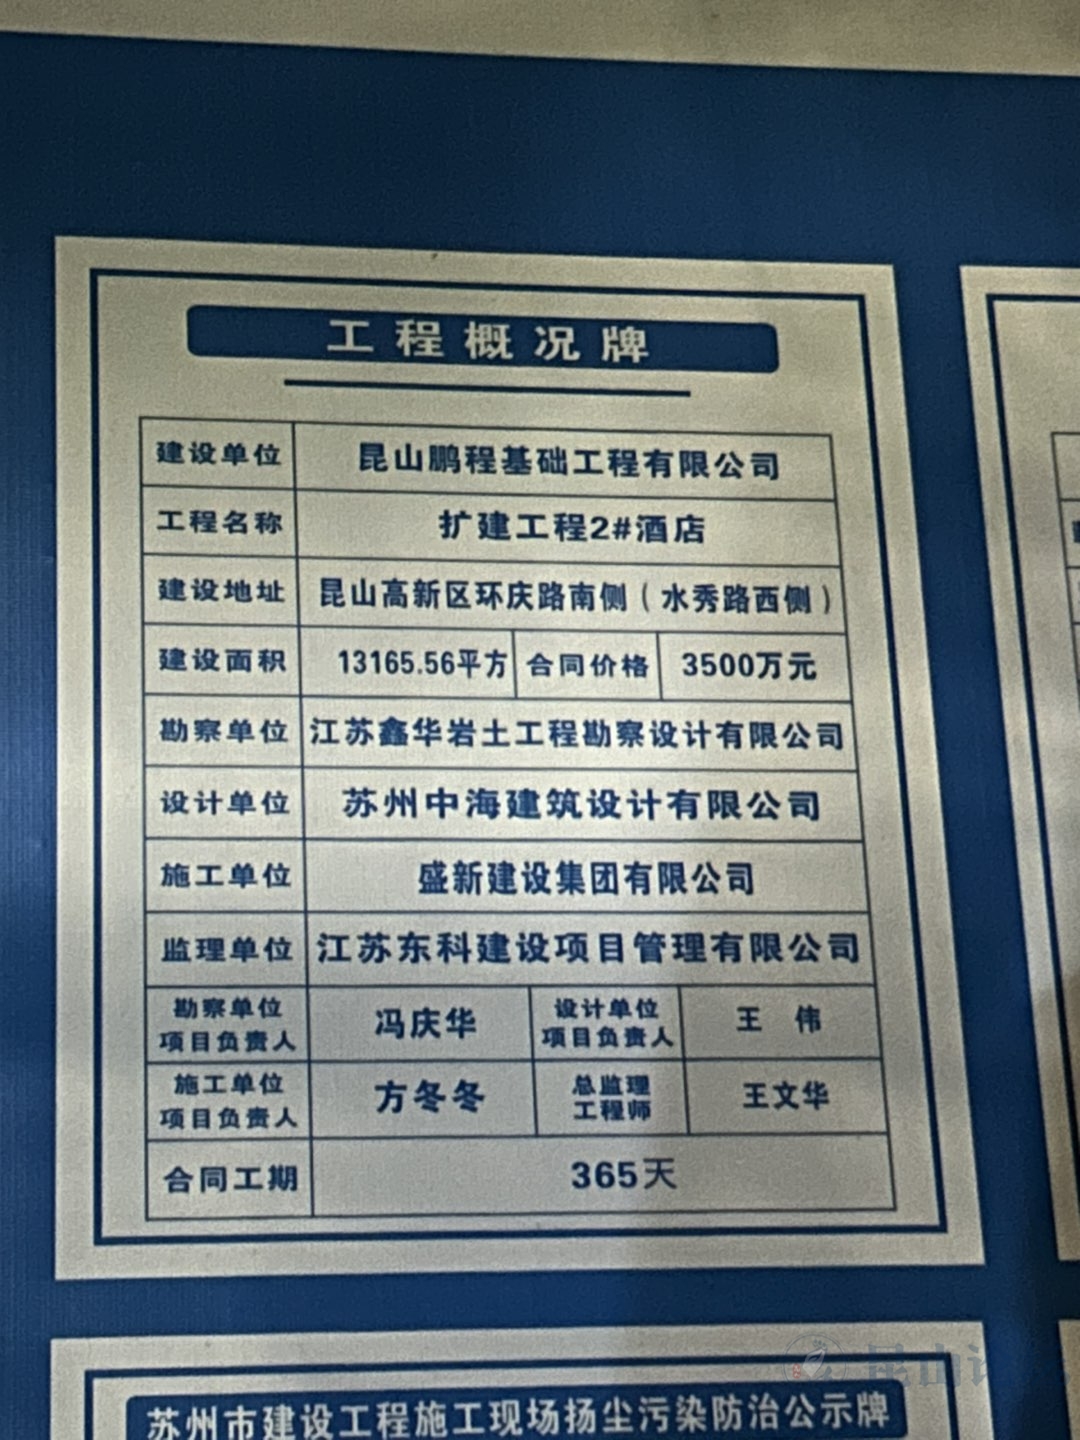 工程概况牌
建设单位 昆山鹏程基础工程有限公司
工程名称 扩建工程2#酒店
建设地址 昆山高新区环庆路南侧（水秀路西侧）
建设面积 13165.56平方 合同价格 3500万元
勘察单位 江苏鑫华岩土工程勘察设计有限公司
设计单位 苏州中海建筑设计有限公司
施工单位 盛新建设集团有限公司
监理单位 江苏东科建设项目管理有限公司
勘察单位
项目负责人 冯庆华 设计单位
项目负责人 王 伟
施工单位
项目负责人 方冬冬 总监理
工程师 王文华
合同工期 365天
苏州市建设工程施工现场扬尘污染防治公示牌
昆山